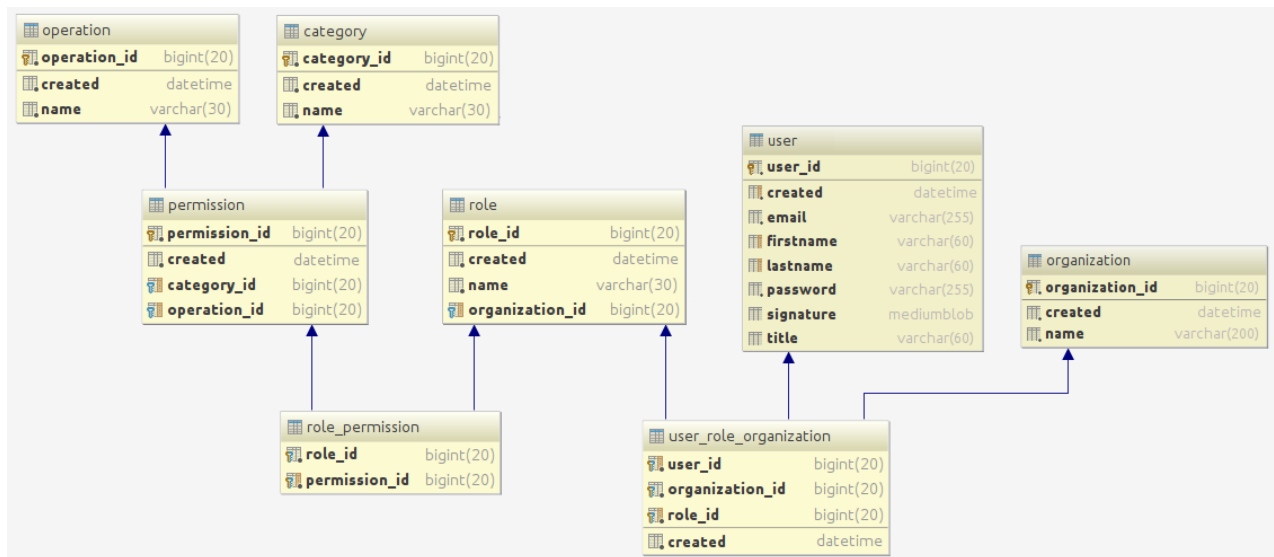 operation
operation_id bigint(20)
created datetime
name varchar(30)
category
category_id bigint(20)
created datetime
name varchar(30)
user
user_id bigint(20)
created datetime
email varchar(255)
firstname varchar(60)
lastname varchar(60)
password varchar(255)
signature mediumblob
title varchar(60)
permission
permission_id bigint(20)
created datetime
category_id bigint(20)
operation_id bigint(20)
role
role_id bigint(20)
created datetime
name varchar(30)
organization_id bigint(20)
organization
organization_id bigint(20)
created datetime
name varchar(200)
role_permission
role_id bigint(20)
permission_id bigint(20)
user_role_organization
user_id bigint(20)
organization_id bigint(20)
role_id bigint(20)
created datetime